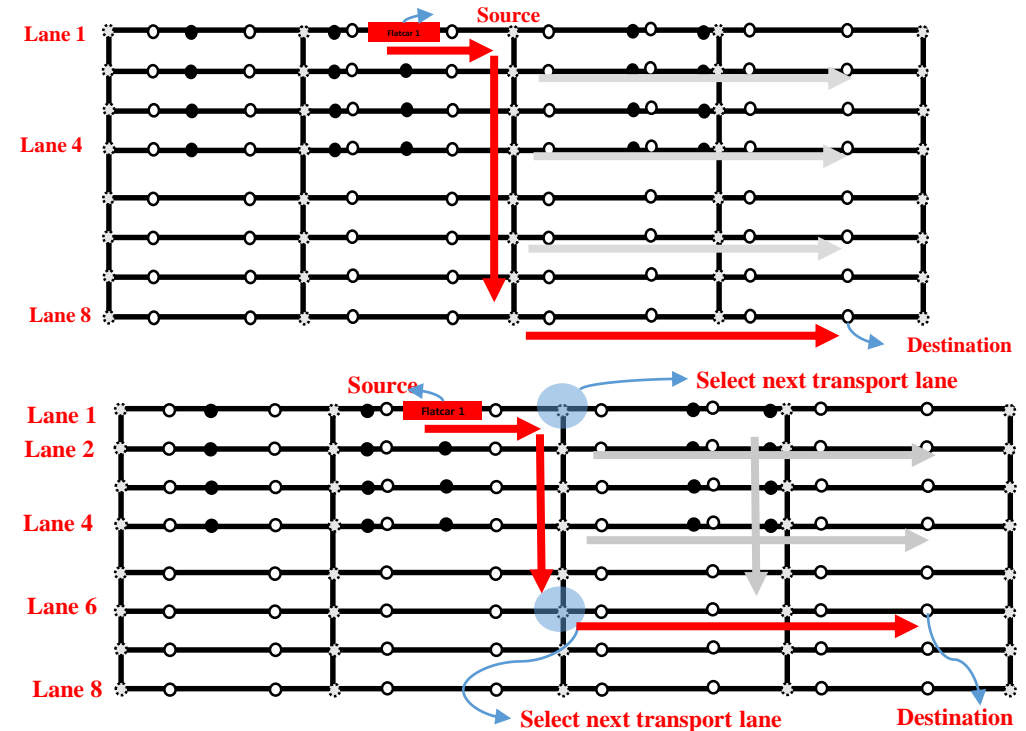 Source
Lane 1
Flatcar 1
Lane 4
Lane 8
Destination
Source
Select next transport lane
Lane 1
Flatcar 1
Lane 2
Lane 4
Lane 6
Lane 8
Select next transport lane
Destination